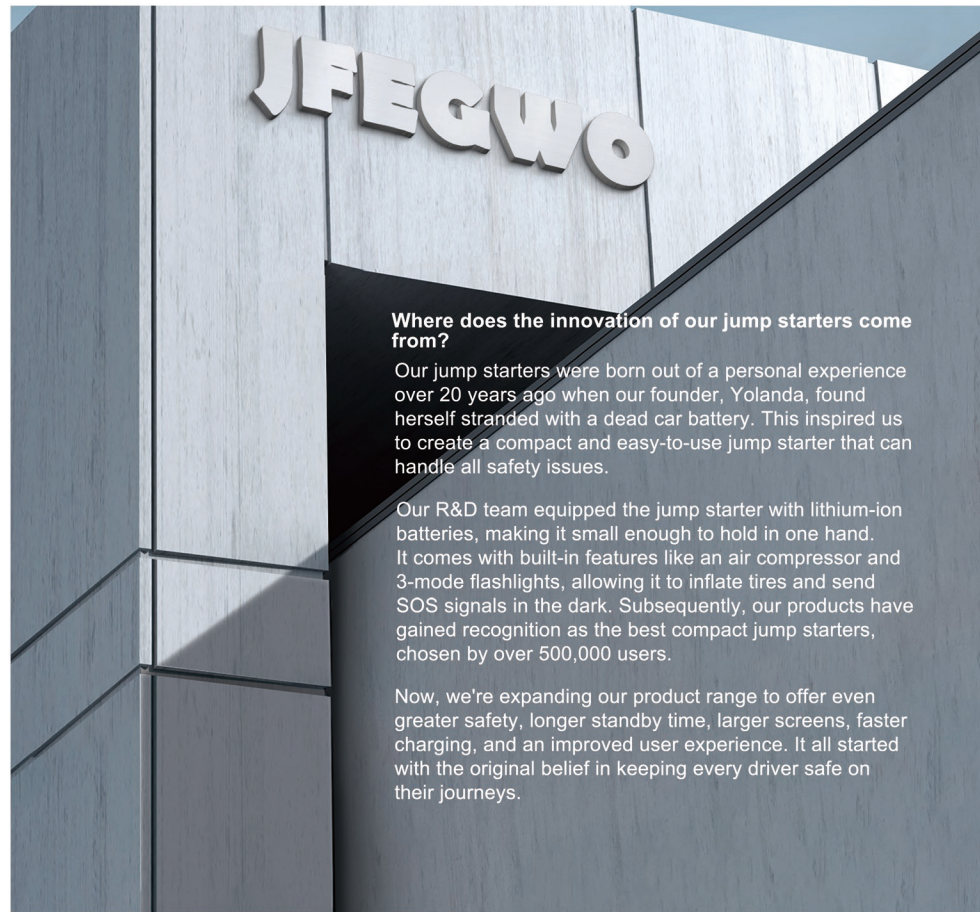 JFEGWO
Where does the innovation of our jump starters come
from?
Our jump starters were born out of a personal experience
over 20 years ago when our founder, Yolanda, found
herself stranded with a dead car battery. This inspired us
to create a compact and easy-to-use jump starter that can
handle all safety issues.
Our R&D team equipped the jump starter with lithium-ion
batteries, making it small enough to hold in one hand.
It comes with built-in features like an air compressor and
3-mode flashlights, allowing it to inflate tires and send
SOS signals in the dark. Subsequently, our products have
gained recognition as the best compact jump starters,
chosen by over 500,000 users.
Now, we're expanding our product range to offer even
greater safety, longer standby time, larger screens, faster
charging, and an improved user experience. It all started
with the original belief in keeping every driver safe on
their journeys.